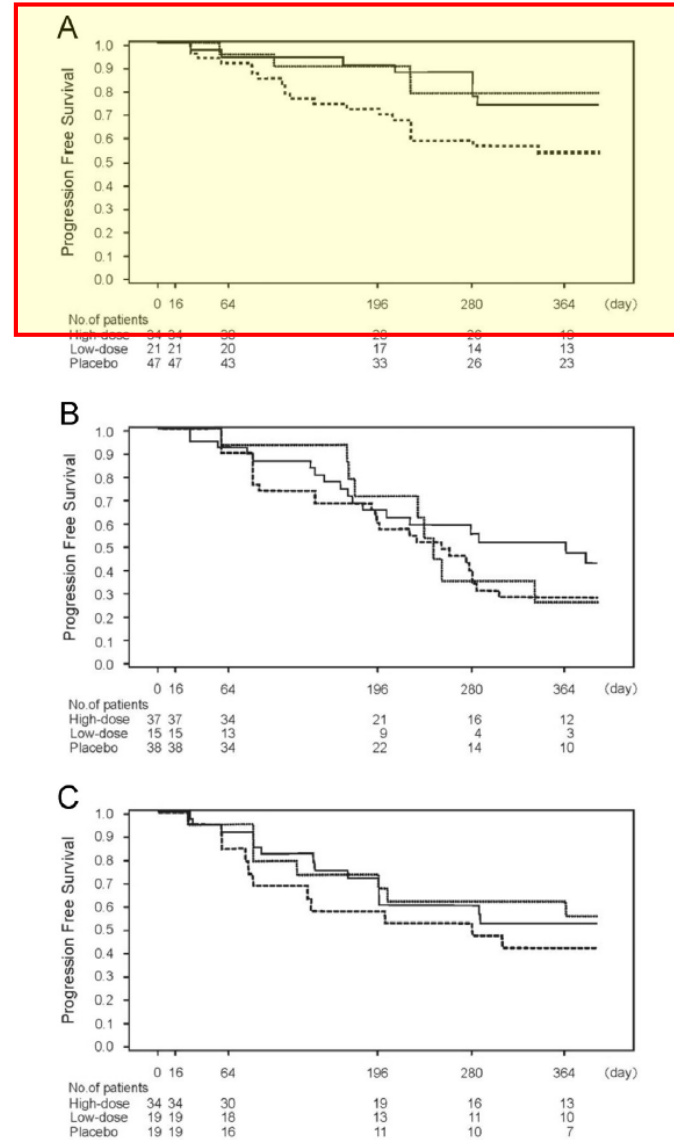 A
Progression Free Survival
1.0
0.9
0.8
0.7
0.6
0.5
0.4
0.3
0.2
0.1
0.0
0 16 64 196 280 364 (day)
No.of patients
High-dose 34 34 30 28 26 19
Low-dose 21 21 20 17 14 13
Placebo 47 47 43 33 26 23
B
Progression Free Survival
1.0
0.9
0.8
0.7
0.6
0.5
0.4
0.3
0.2
0.1
0.0
0 16 64 196 280 364 (day)
No.of patients
High-dose 37 37 34 21 16 12
Low-dose 15 15 13 9 4 3
Placebo 38 38 34 22 14 10
C
Progression Free Survival
1.0
0.9
0.8
0.7
0.6
0.5
0.4
0.3
0.2
0.1
0.0
0 16 64 196 280 364 (day)
No.of patients
High-dose 34 34 30 19 16 13
Low-dose 19 19 18 13 11 10
Placebo 19 19 16 11 10 7